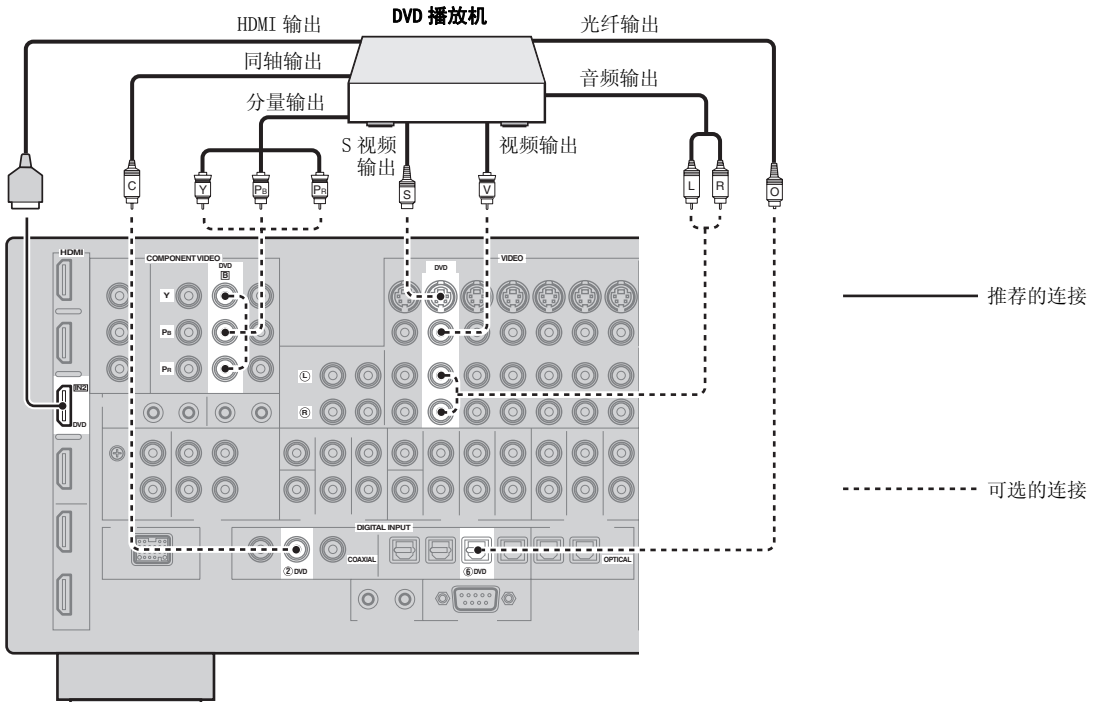 DVD 播放机
HDMI 输出
光纤输出
同轴输出
音频输出
分量输出
S 视频
输出
视频输出
C
Y
PB
PR
S
V
L
R
O
HDMI
COMPONENT VIDEO
DVD
B
VIDEO
DVD
Y
PB
PR
L
R
IN2
DVD
DIGITAL INPUT
COAXIAL
OPTICAL
② DVD
⑥ DVD
推荐的连接
可选的连接